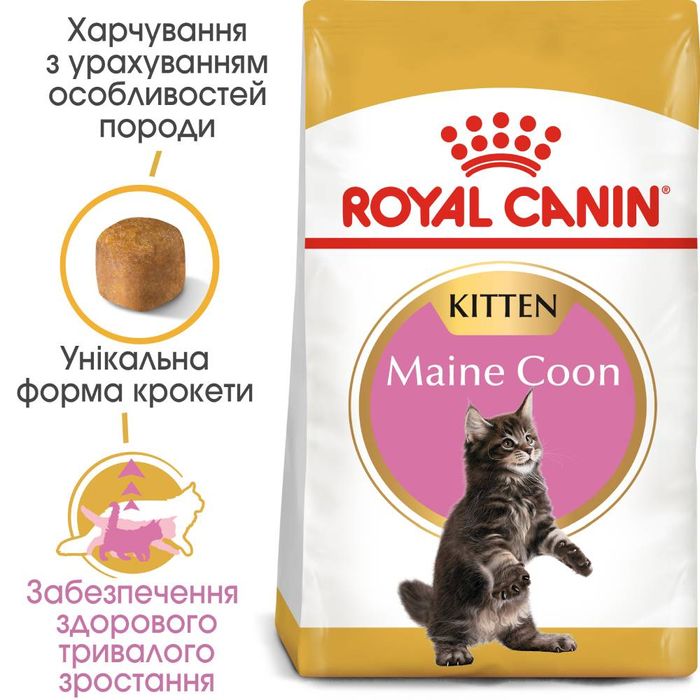 Харчування
з урахуванням
особливостей
породи
Унікальна
форма крокети
Забезпечення
здорового
тривалого
зростання
ROYAL CANIN®
KITTEN
Maine Coon